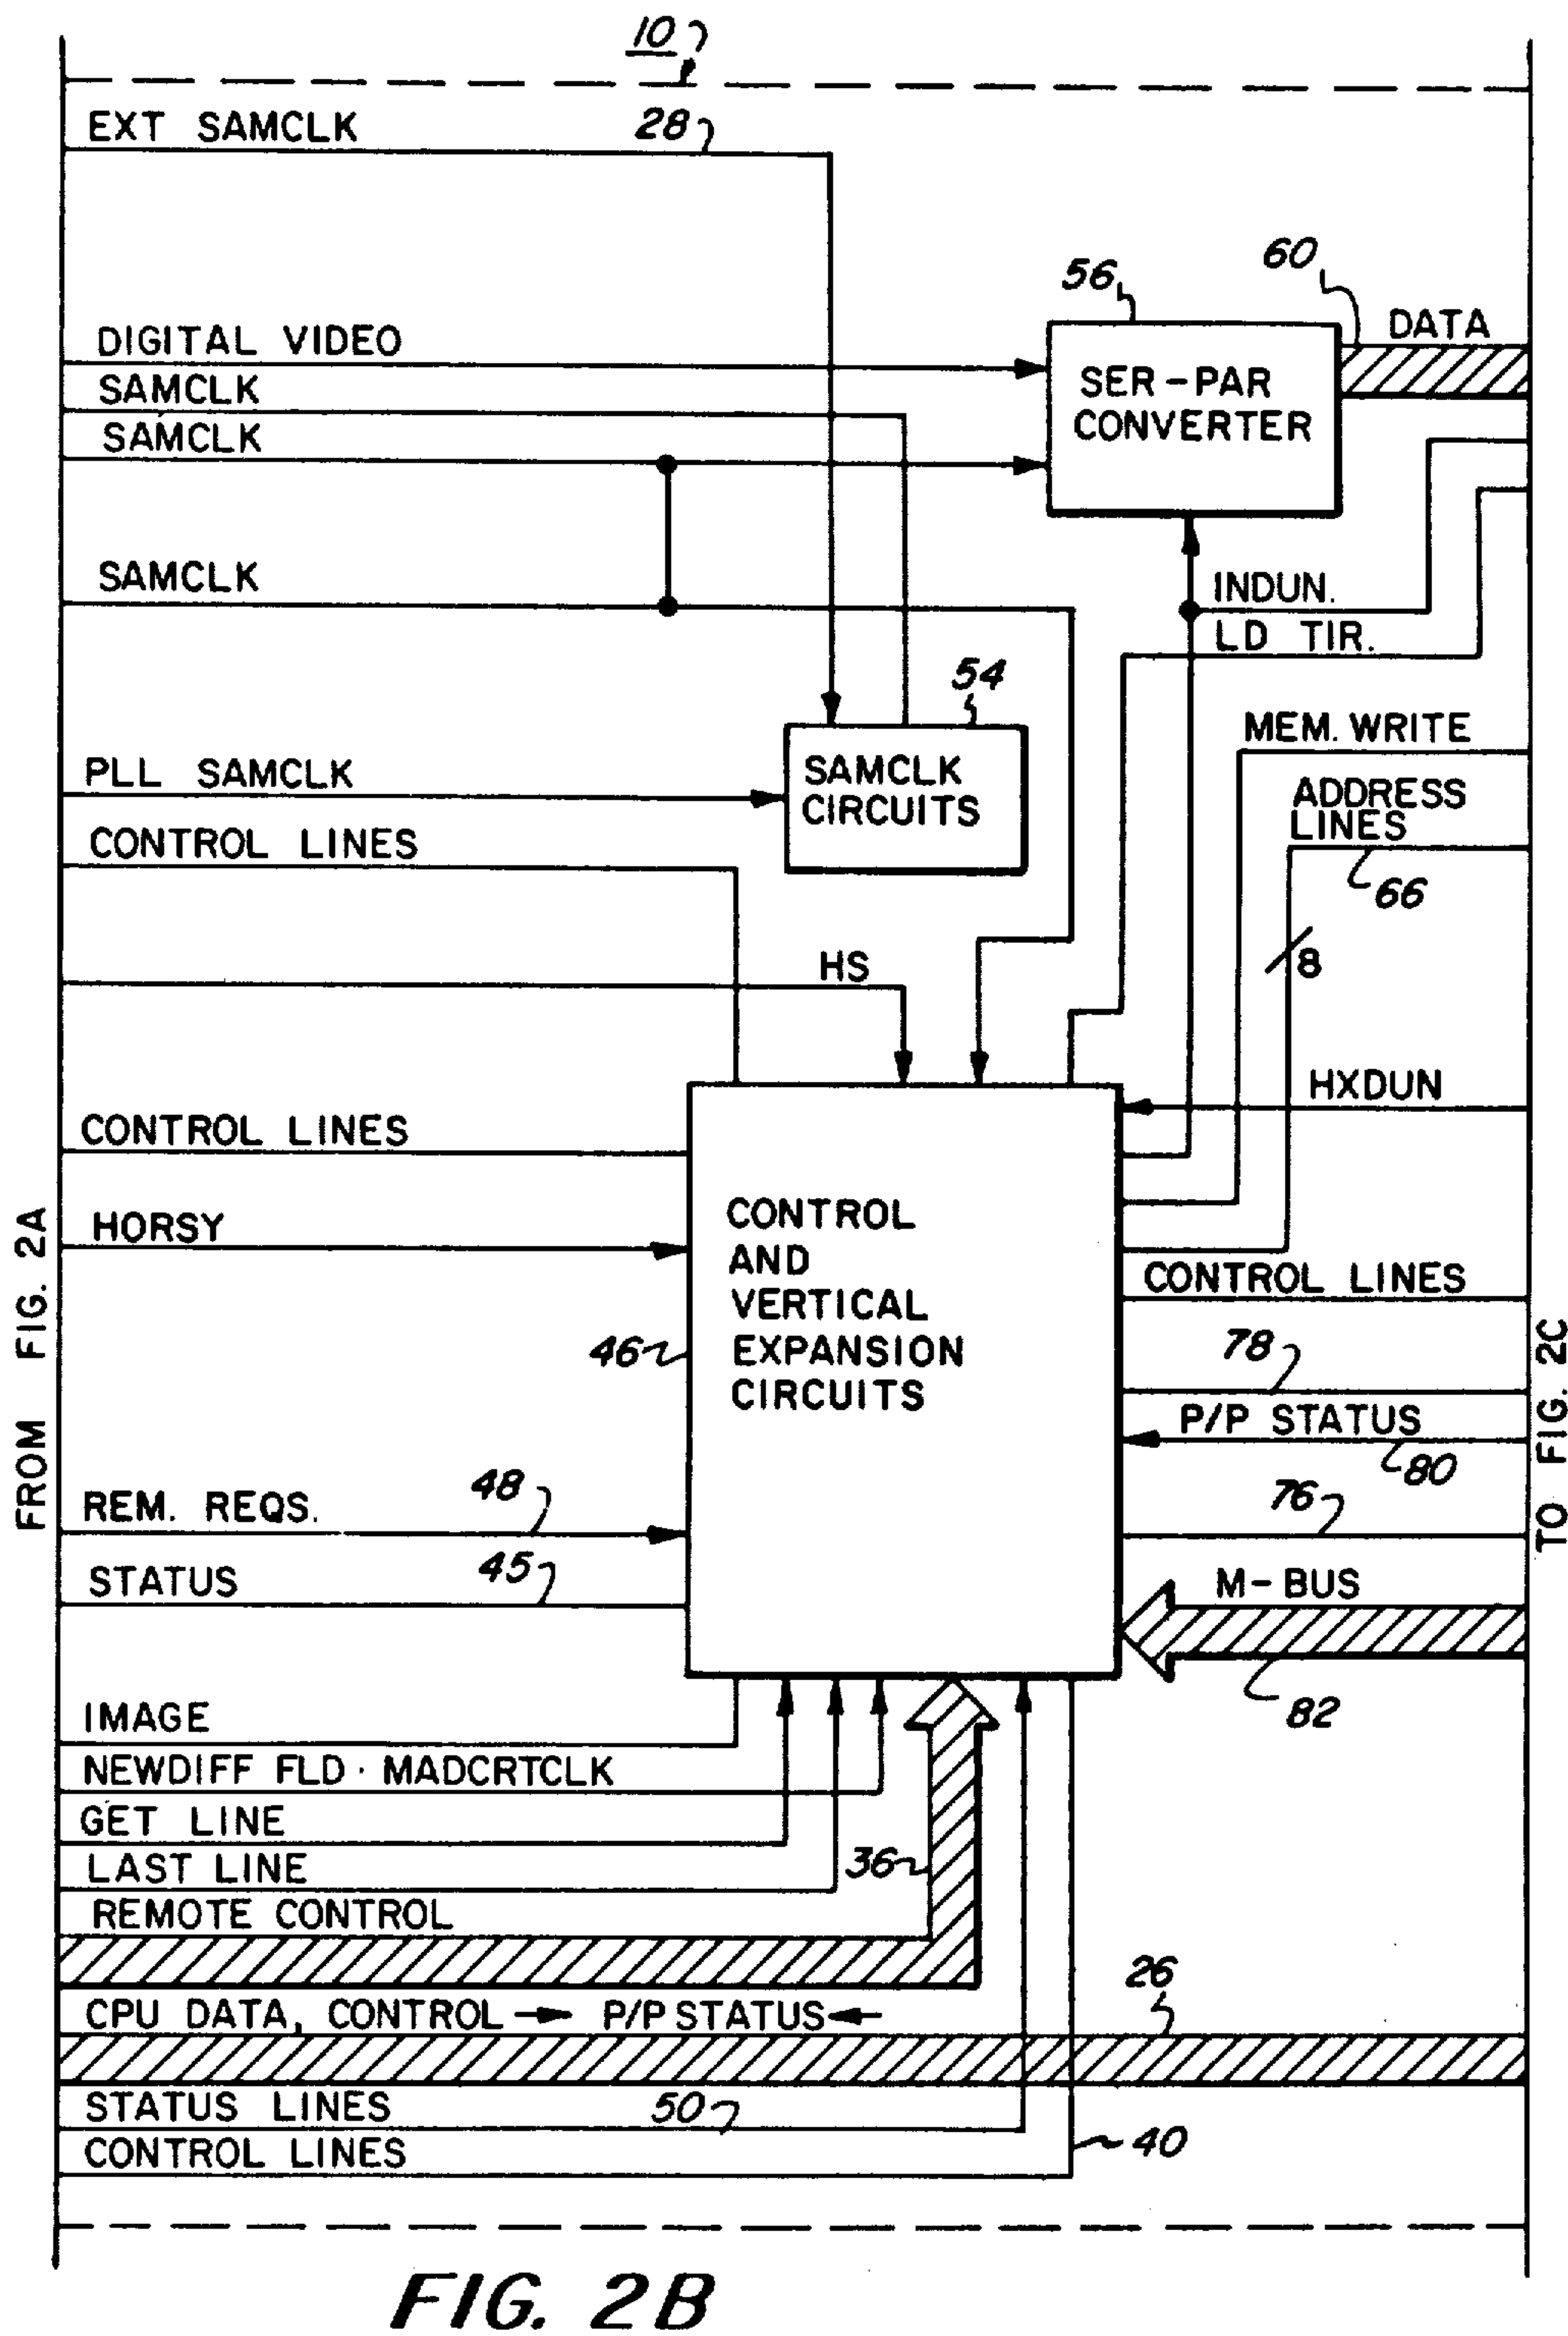 10
EXT SAMCLK
28
56
60
DIGITAL VIDEO
DATA
SAMCLK
SER-PAR
CONVERTER
SAMCLK
SAMCLK
INDUN.
LD TIR.
54
MEM. WRITE
PLL SAMCLK
SAMCLK
CIRCUITS
ADDRESS
LINES
CONTROL LINES
66
HS
8
HXDUN
CONTROL LINES
HORSY
CONTROL
AND
VERTICAL
EXPANSION
CIRCUITS
46
CONTROL LINES
78
P/P STATUS
80
FROM FIG. 2A
TO FIG. 2C
REM. REQS.
48
76
STATUS
45
M-BUS
82
IMAGE
NEWDIFF FLD · MADCRTCLK
GET LINE
LAST LINE
36
REMOTE CONTROL
26
CPU DATA, CONTROL → P/P STATUS ←
STATUS LINES
50
CONTROL LINES
40
FIG. 2B